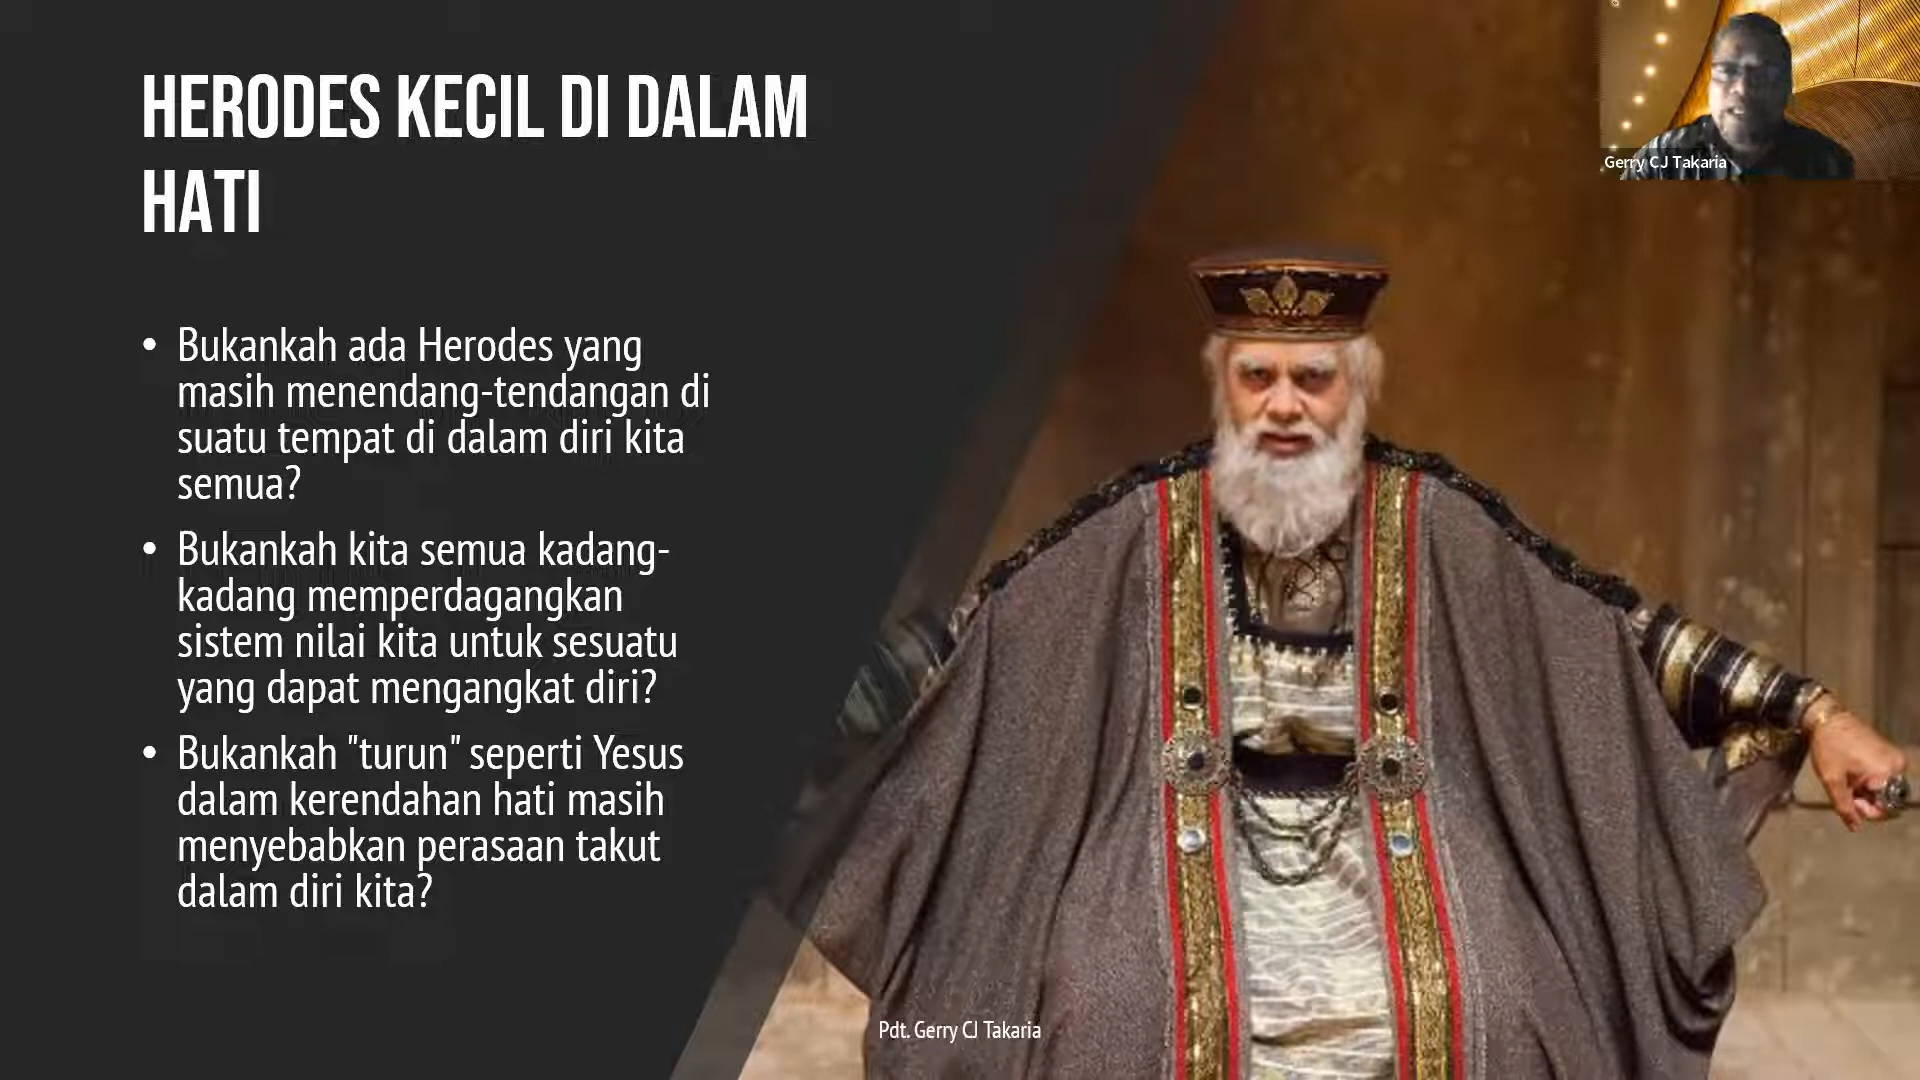 HERODES KECIL DI DALAM
HATI
• Bukankah ada Herodes yang
masih menendang-tendangan di
suatu tempat di dalam diri kita
semua?
• Bukankah kita semua kadang-
kadang memperdagangkan
sistem nilai kita untuk sesuatu
yang dapat mengangkat diri?
• Bukankah "turun" seperti Yesus
dalam kerendahan hati masih
menyebabkan perasaan takut
dalam diri kita?
Pdt. Gerry CJ Takaria
Gerry CJ Takaria